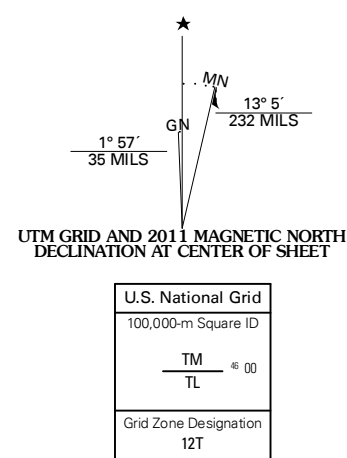 ★
MN
GN
13° 5´
232 MILS
1° 57´
35 MILS
UTM GRID AND 2011 MAGNETIC NORTH
DECLINATION AT CENTER OF SHEET
U.S. National Grid
100,000-m Square ID
TM
46 00
TL
Grid Zone Designation
12T